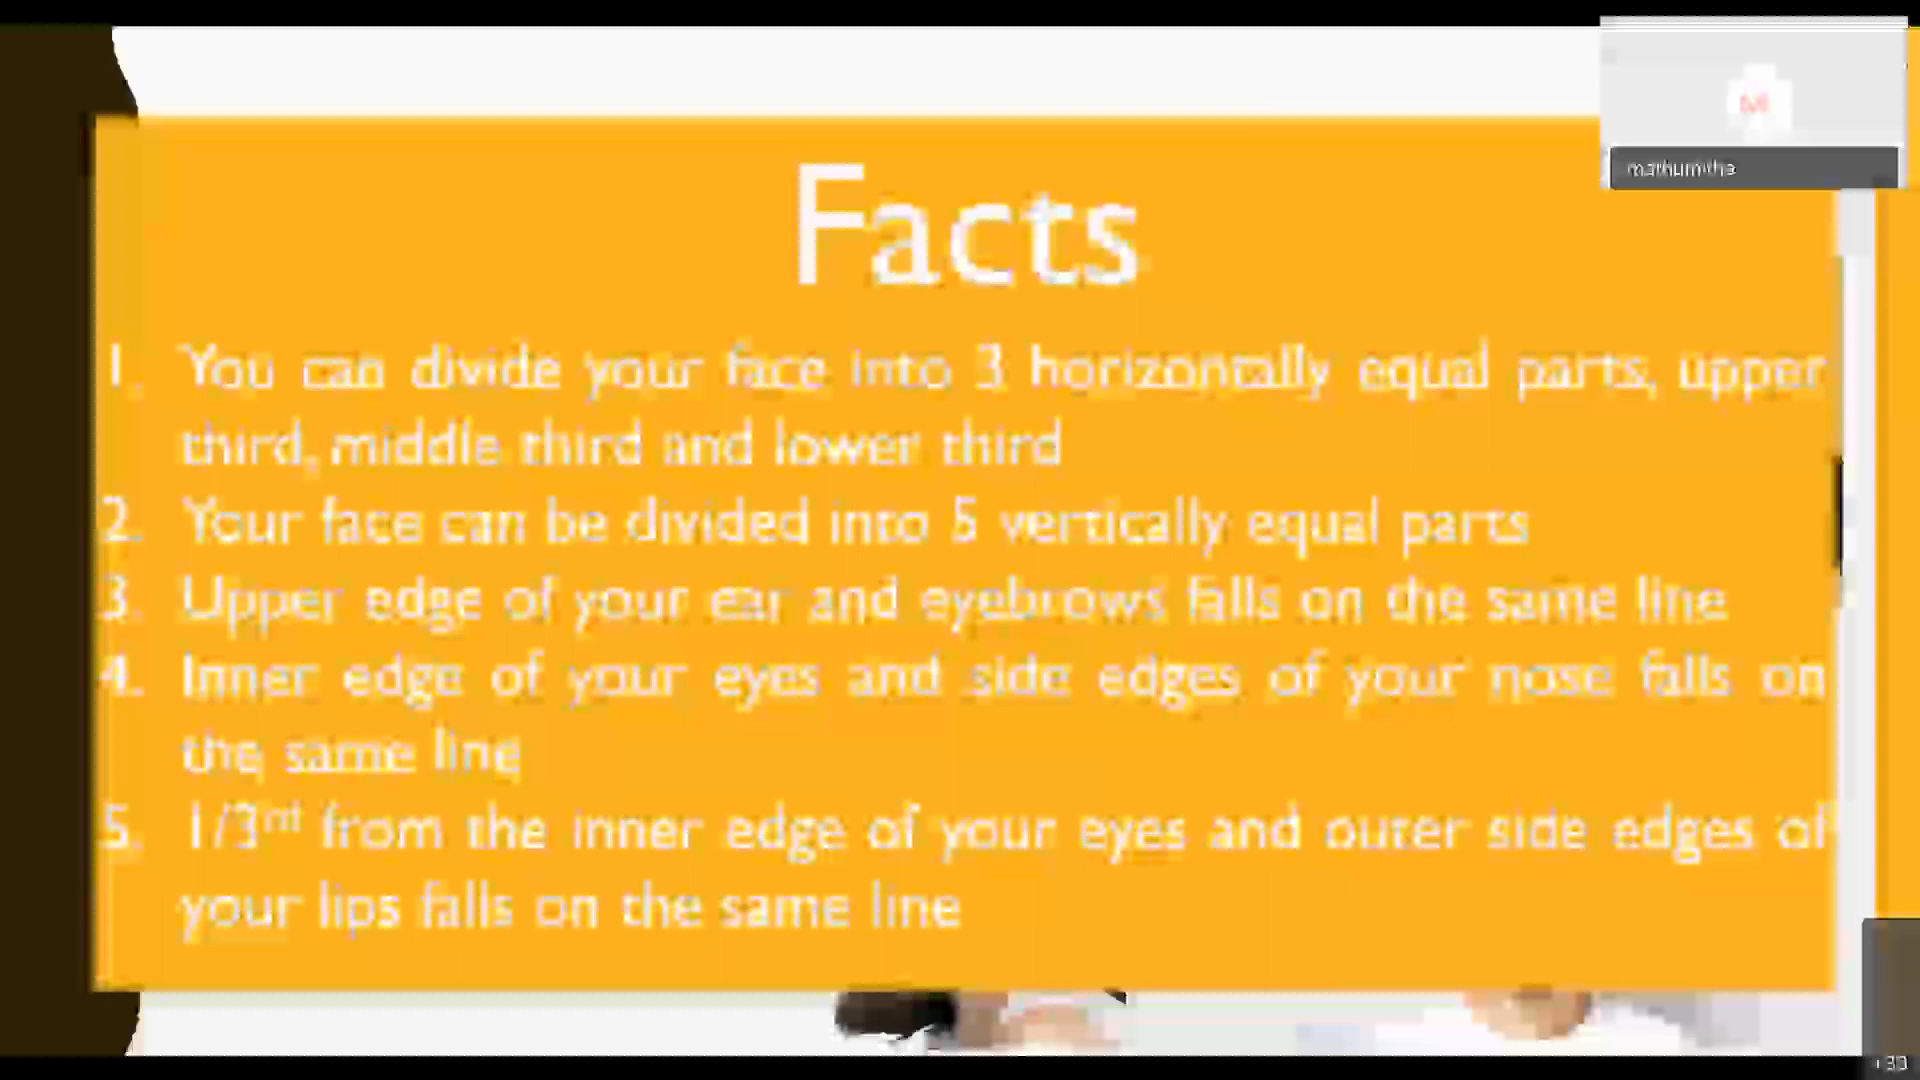 Facts
1. You can divide your face into 3 horizontally equal parts, upper
third, middle third and lower third
2. Your face can be divided into 5 vertically equal parts
3. Upper edge of your ear and eyebrows falls on the same line
4. Inner edge of your eyes and side edges of your nose falls on
the same line
5. 1/3rd from the inner edge of your eyes and outer side edges of
your lips falls on the same line
M
mathumitha